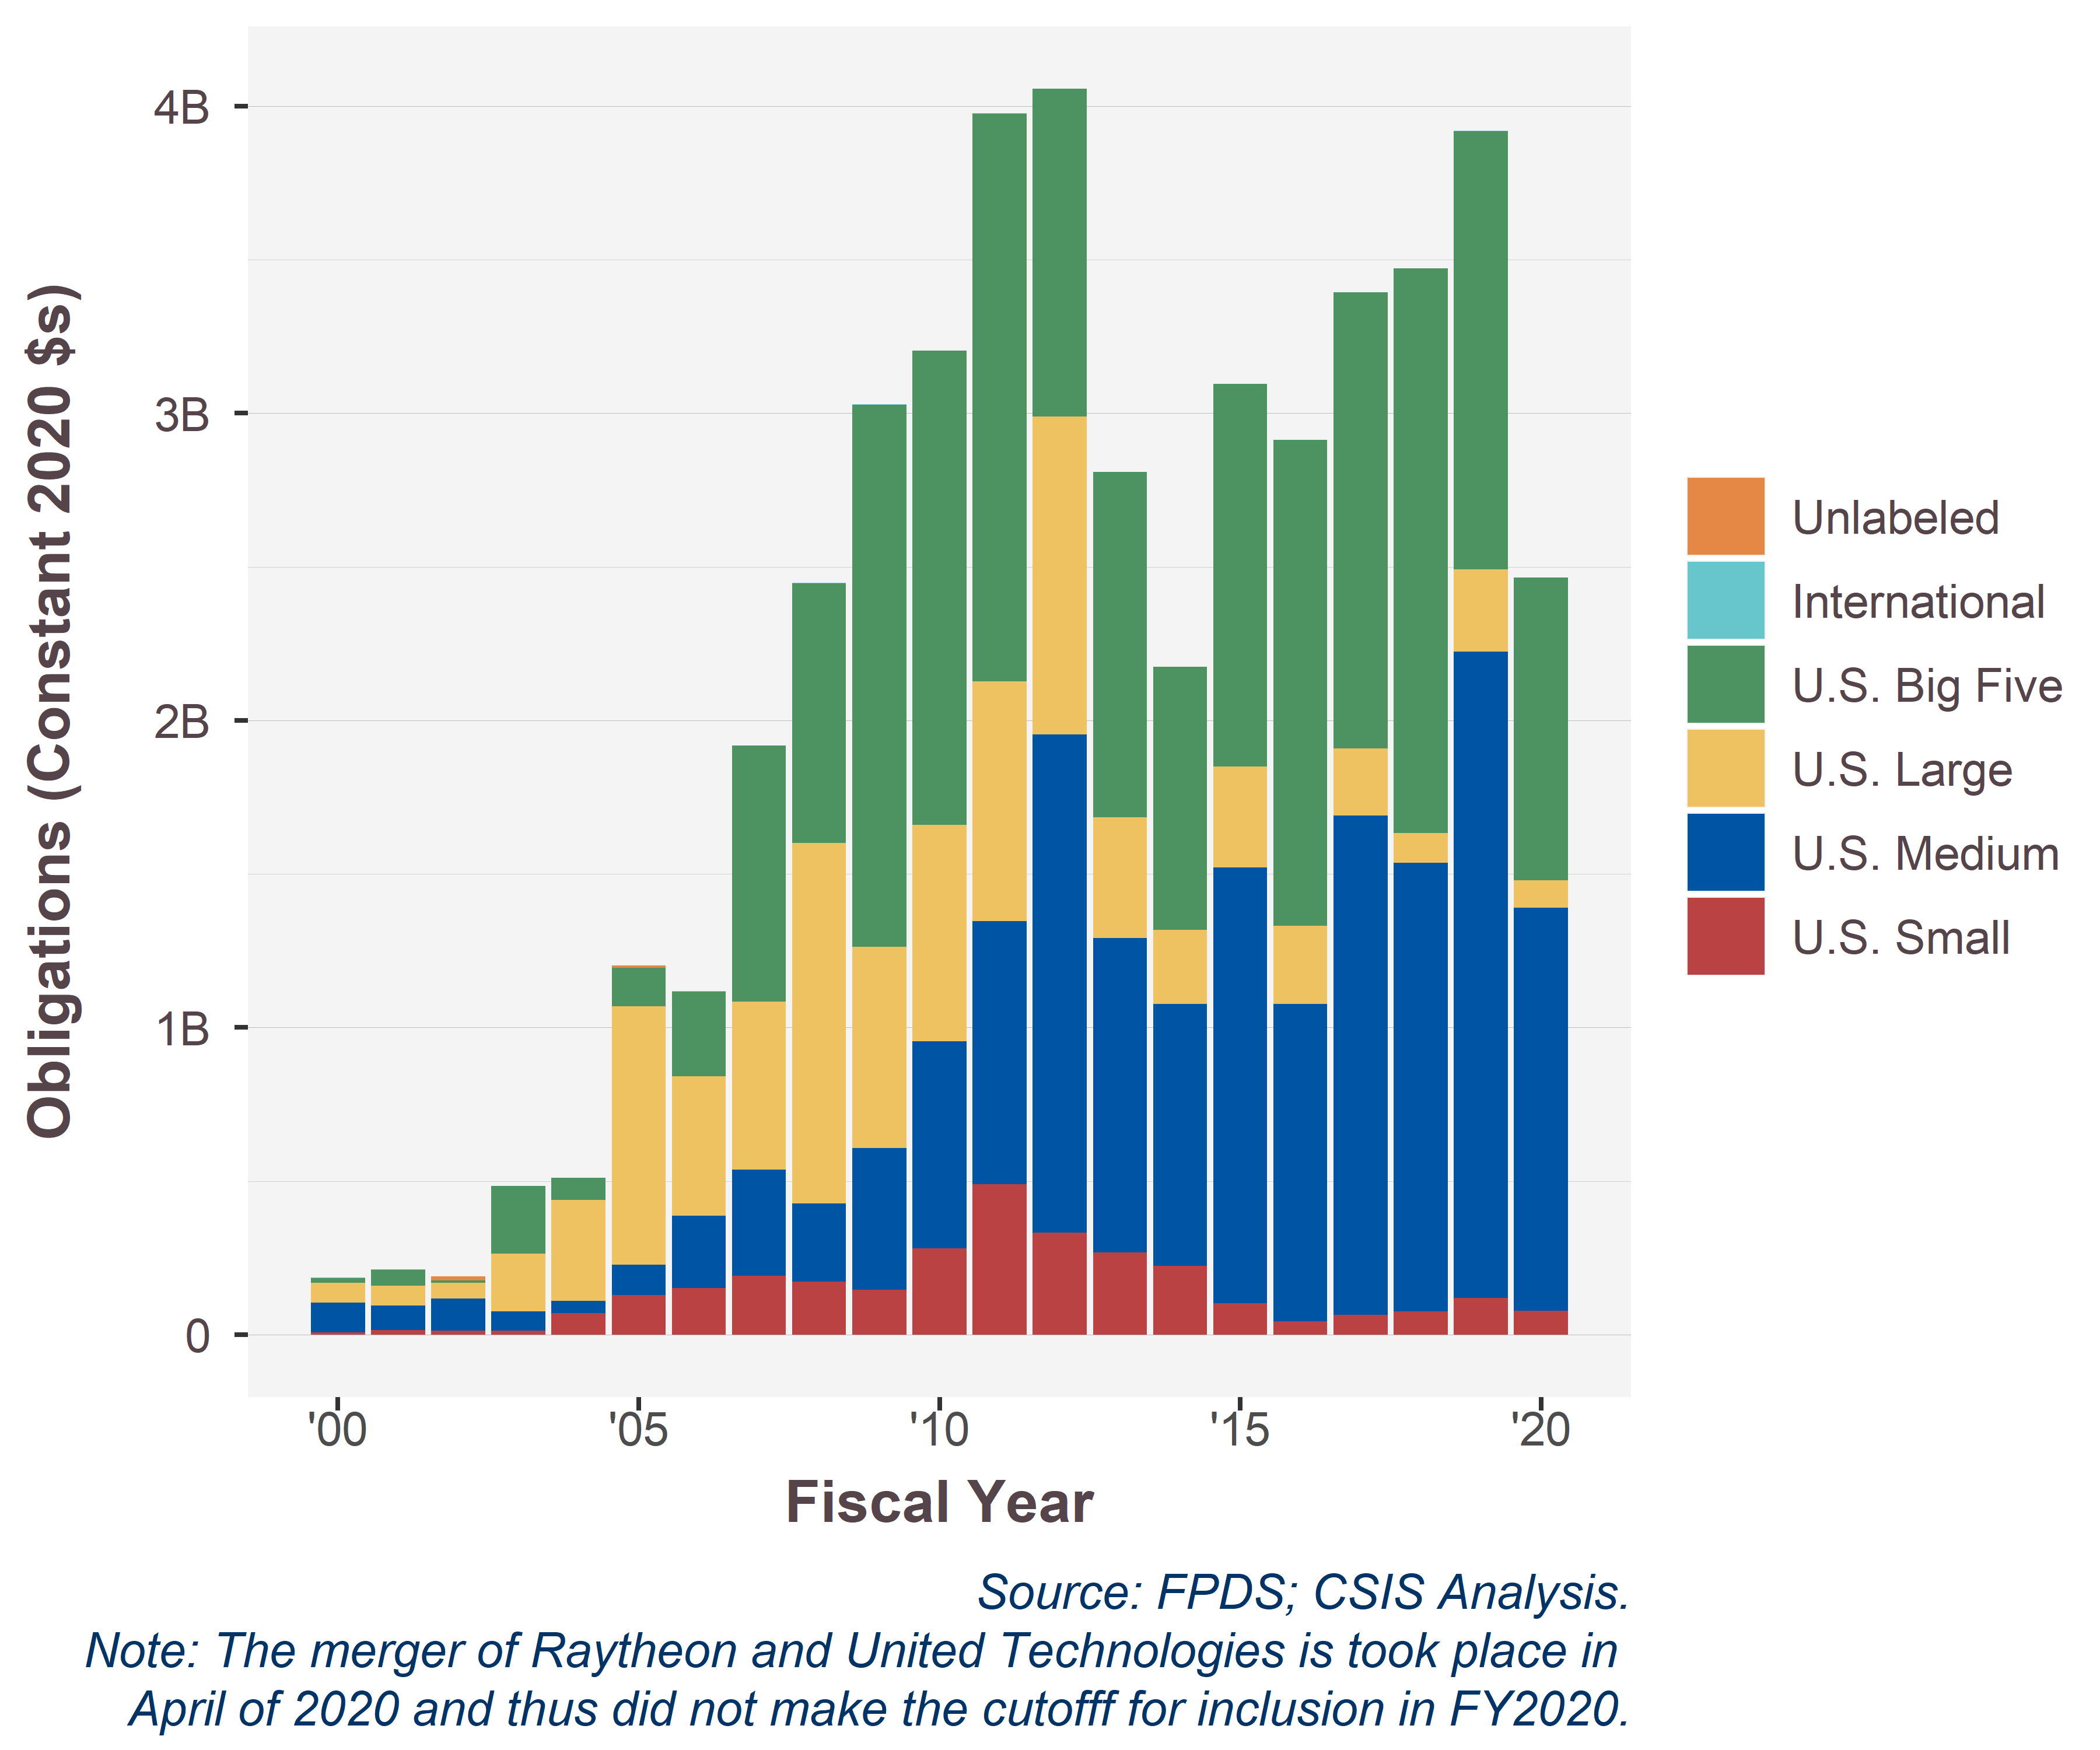 Obligations (Constant 2020 $s)
4B
3B
2B
1B
0
'00
'05
'10
'15
'20
Fiscal Year
Unlabeled
International
U.S. Big Five
U.S. Large
U.S. Medium
U.S. Small
Source: FPDS; CSIS Analysis.
Note: The merger of Raytheon and United Technologies is took place in
April of 2020 and thus did not make the cutofff for inclusion in FY2020.